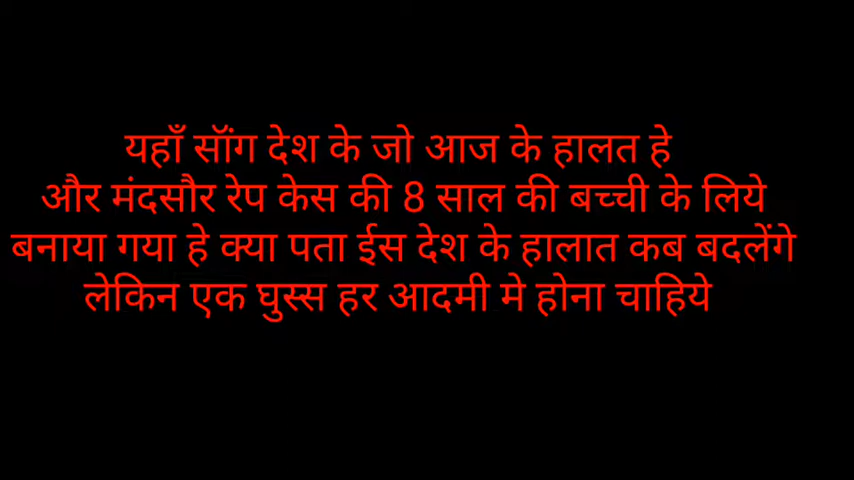 यहाँ सॉंग देश के जो आज के हालत हे
और मंदसौर रेप केस की 8 साल की बच्ची के लिये
बनाया गया हे क्या पता ईस देश के हालात कब बदलेंगे
लेकिन एक घुस्स हर आदमी मे होना चाहिये